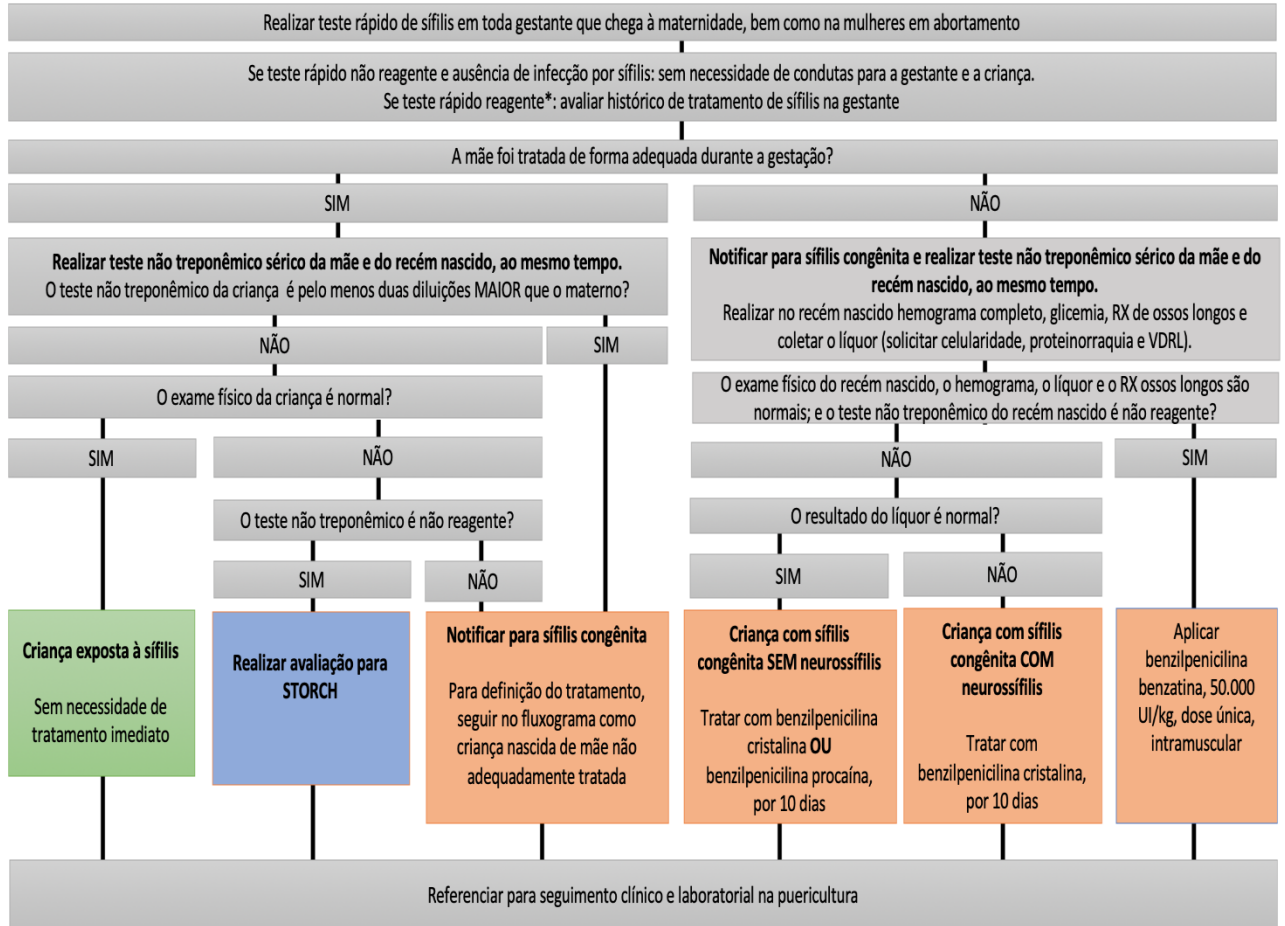 Realizar teste rápido de sífilis em toda gestante que chega à maternidade, bem como na mulheres em abortamento
Se teste rápido não reagente e ausência de infecção por sífilis: sem necessidade de condutas para a gestante e a criança.
Se teste rápido reagente*: avaliar histórico de tratamento de sífilis na gestante
A mãe foi tratada de forma adequada durante a gestação?
SIM
NÃO
Realizar teste não treponêmico sérico da mãe e do recém nascido, ao mesmo tempo.
O teste não treponêmico da criança é pelo menos duas diluições MAIOR que o materno?
Notificar para sífilis congênita e realizar teste não treponêmico sérico da mãe e do
recém nascido, ao mesmo tempo.
Realizar no recém nascido hemograma completo, glicemia, RX de ossos longos e
coletar o líquor (solicitar celularidade, proteinorraquia e VDRL).
NÃO
SIM
O exame físico da criança é normal?
O exame físico do recém nascido, o hemograma, o líquor e o RX ossos longos são
normais; e o teste não treponêmico do recém nascido é não reagente?
SIM
NÃO
NÃO
SIM
O teste não treponêmico é não reagente?
O resultado do líquor é normal?
SIM
NÃO
SIM
NÃO
Criança exposta à sífilis
Sem necessidade de
tratamento imediato
Realizar avaliação para
STORCH
Notificar para sífilis congênita
Para definição do tratamento,
seguir no fluxograma como
criança nascida de mãe não
adequadamente tratada
Criança com sífilis
congênita SEM neurossífilis
Tratar com benzilpenicilina
cristalina OU
benzilpenicilina procaína,
por 10 dias
Criança com sífilis
congênita COM
neurossífilis
Tratar com
benzilpenicilina cristalina,
por 10 dias
Aplicar
benzilpenicilina
benzatina, 50.000
UI/kg, dose única,
intramuscular
Referenciar para seguimento clínico e laboratorial na puericultura